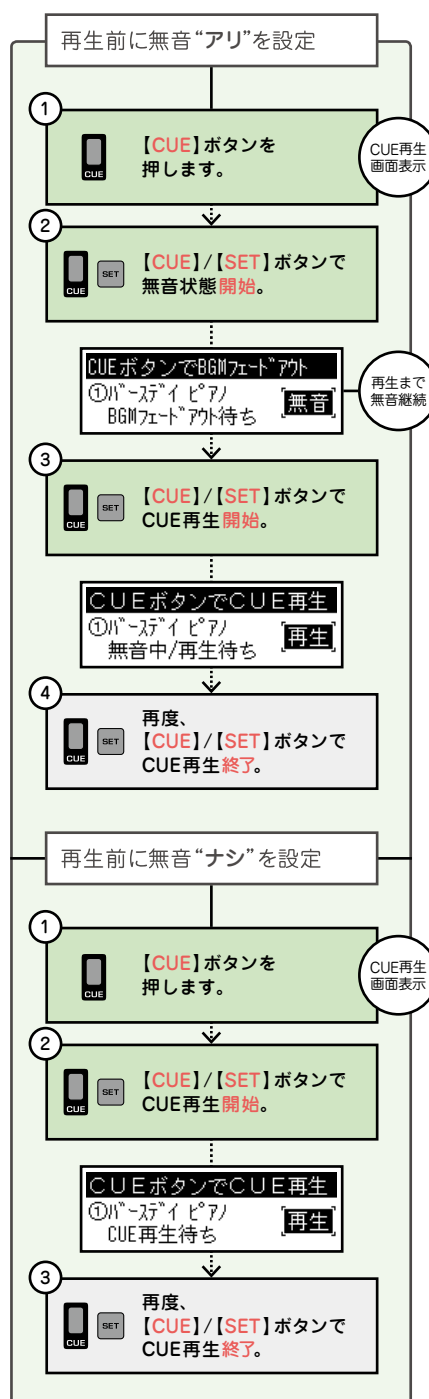 再生前に無音“アリ”を設定
①
CUE
【CUE】ボタンを
押します。
CUE再生
画面表示
②
CUE
SET
【CUE】/【SET】ボタンで
無音状態開始。
CUEボタンでBGMフェードアウト
①バースデイ ピアノ
BGMフェードアウト待ち
[無音]
再生まで
無音継続
③
CUE
SET
【CUE】/【SET】ボタンで
CUE再生開始。
CUEボタンでCUE再生
①バースデイ ピアノ
無音中/再生待ち
[再生]
④
CUE
SET
再度、
【CUE】/【SET】ボタンで
CUE再生終了。
再生前に無音“ナシ”を設定
①
CUE
【CUE】ボタンを
押します。
CUE再生
画面表示
②
CUE
SET
【CUE】/【SET】ボタンで
CUE再生開始。
CUEボタンでCUE再生
①バースデイ ピアノ
CUE再生待ち
[再生]
③
CUE
SET
再度、
【CUE】/【SET】ボタンで
CUE再生終了。